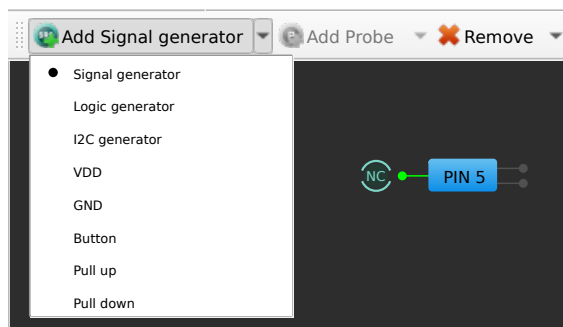 Add Signal generator
Add Probe
Remove
Signal generator
Logic generator
I2C generator
VDD
GND
Button
Pull up
Pull down
NC
PIN 5